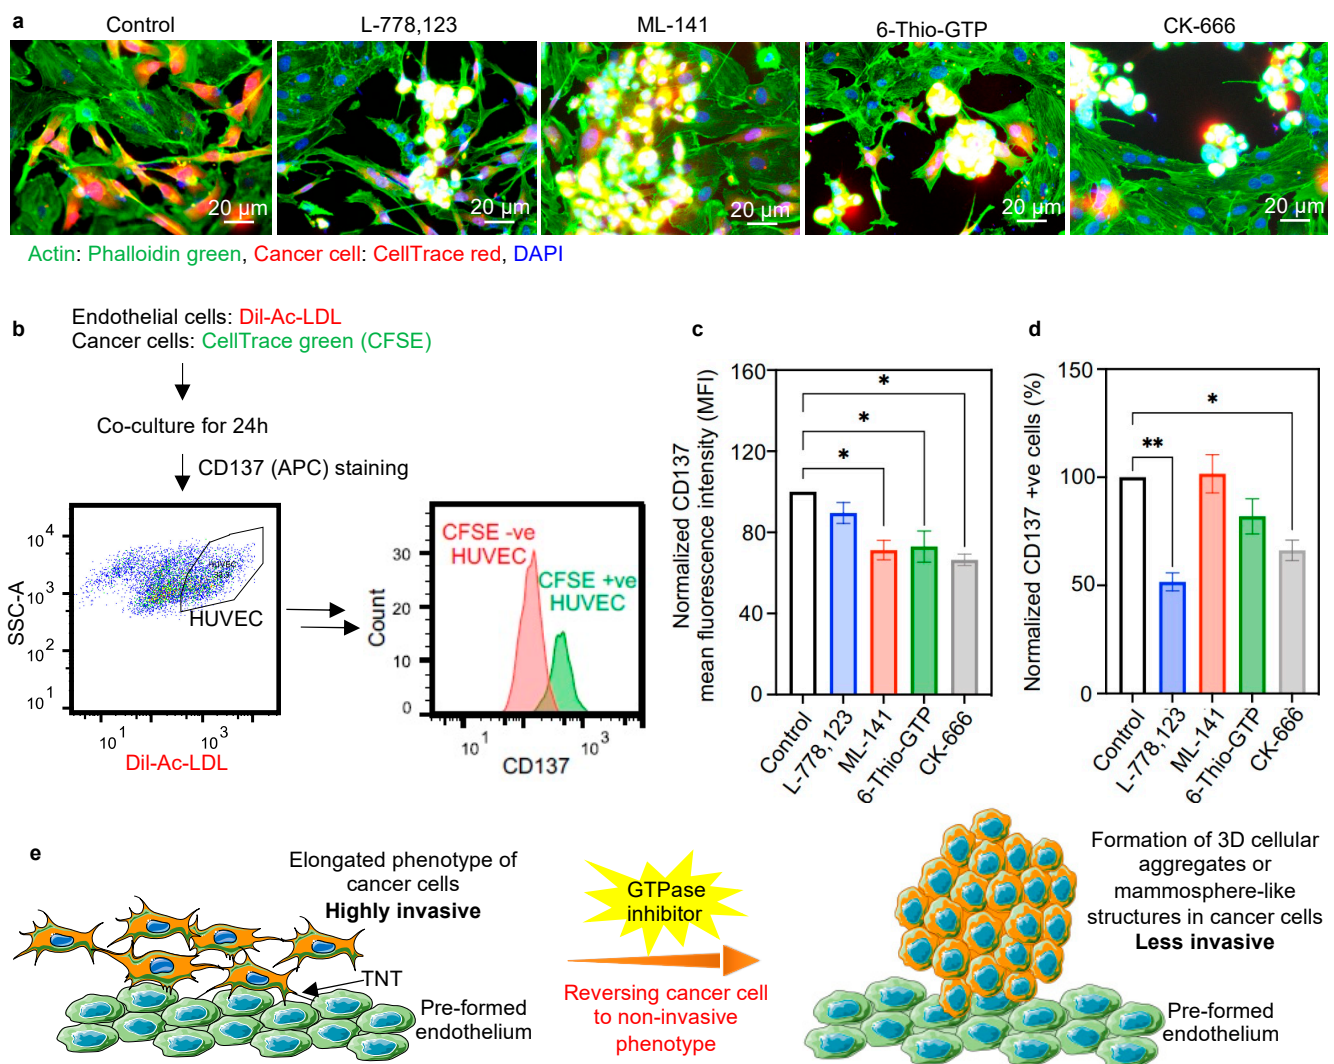 a
Control
L-778,123
ML-141
6-Thio-GTP
CK-666
20 µm
20 µm
20 µm
20 µm
20 µm
Actin: Phalloidin green, Cancer cell: CellTrace red, DAPI
b
Endothelial cells: Dil-Ac-LDL
Cancer cells: CellTrace green (CFSE)
Co-culture for 24h
CD137 (APC) staining
SSC-A
10^4
10^3
10^2
10^1
HUVEC
10^1
10^3
Dil-Ac-LDL
Count
30
20
10
0
CFSE -ve
HUVEC
CFSE +ve
HUVEC
10^1
10^3
CD137
c
Normalized CD137
mean fluorescence intensity (MFI)
160
120
80
40
0
*
*
*
Control
L-778,123
ML-141
6-Thio-GTP
CK-666
d
Normalized CD137 +ve cells (%)
150
100
50
0
*
**
Control
L-778,123
ML-141
6-Thio-GTP
CK-666
e
Elongated phenotype of
cancer cells
Highly invasive
TNT
Pre-formed
endothelium
GTPase
inhibitor
Reversing cancer cell
to non-invasive
phenotype
Formation of 3D cellular
aggregates or
mammosphere-like
structures in cancer cells
Less invasive
Pre-formed
endothelium